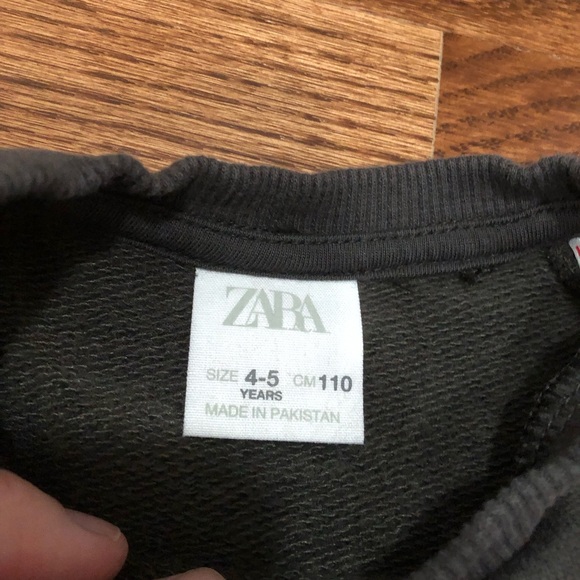 ZARA
SIZE 4-5 CM 110
YEARS
MADE IN PAKISTAN